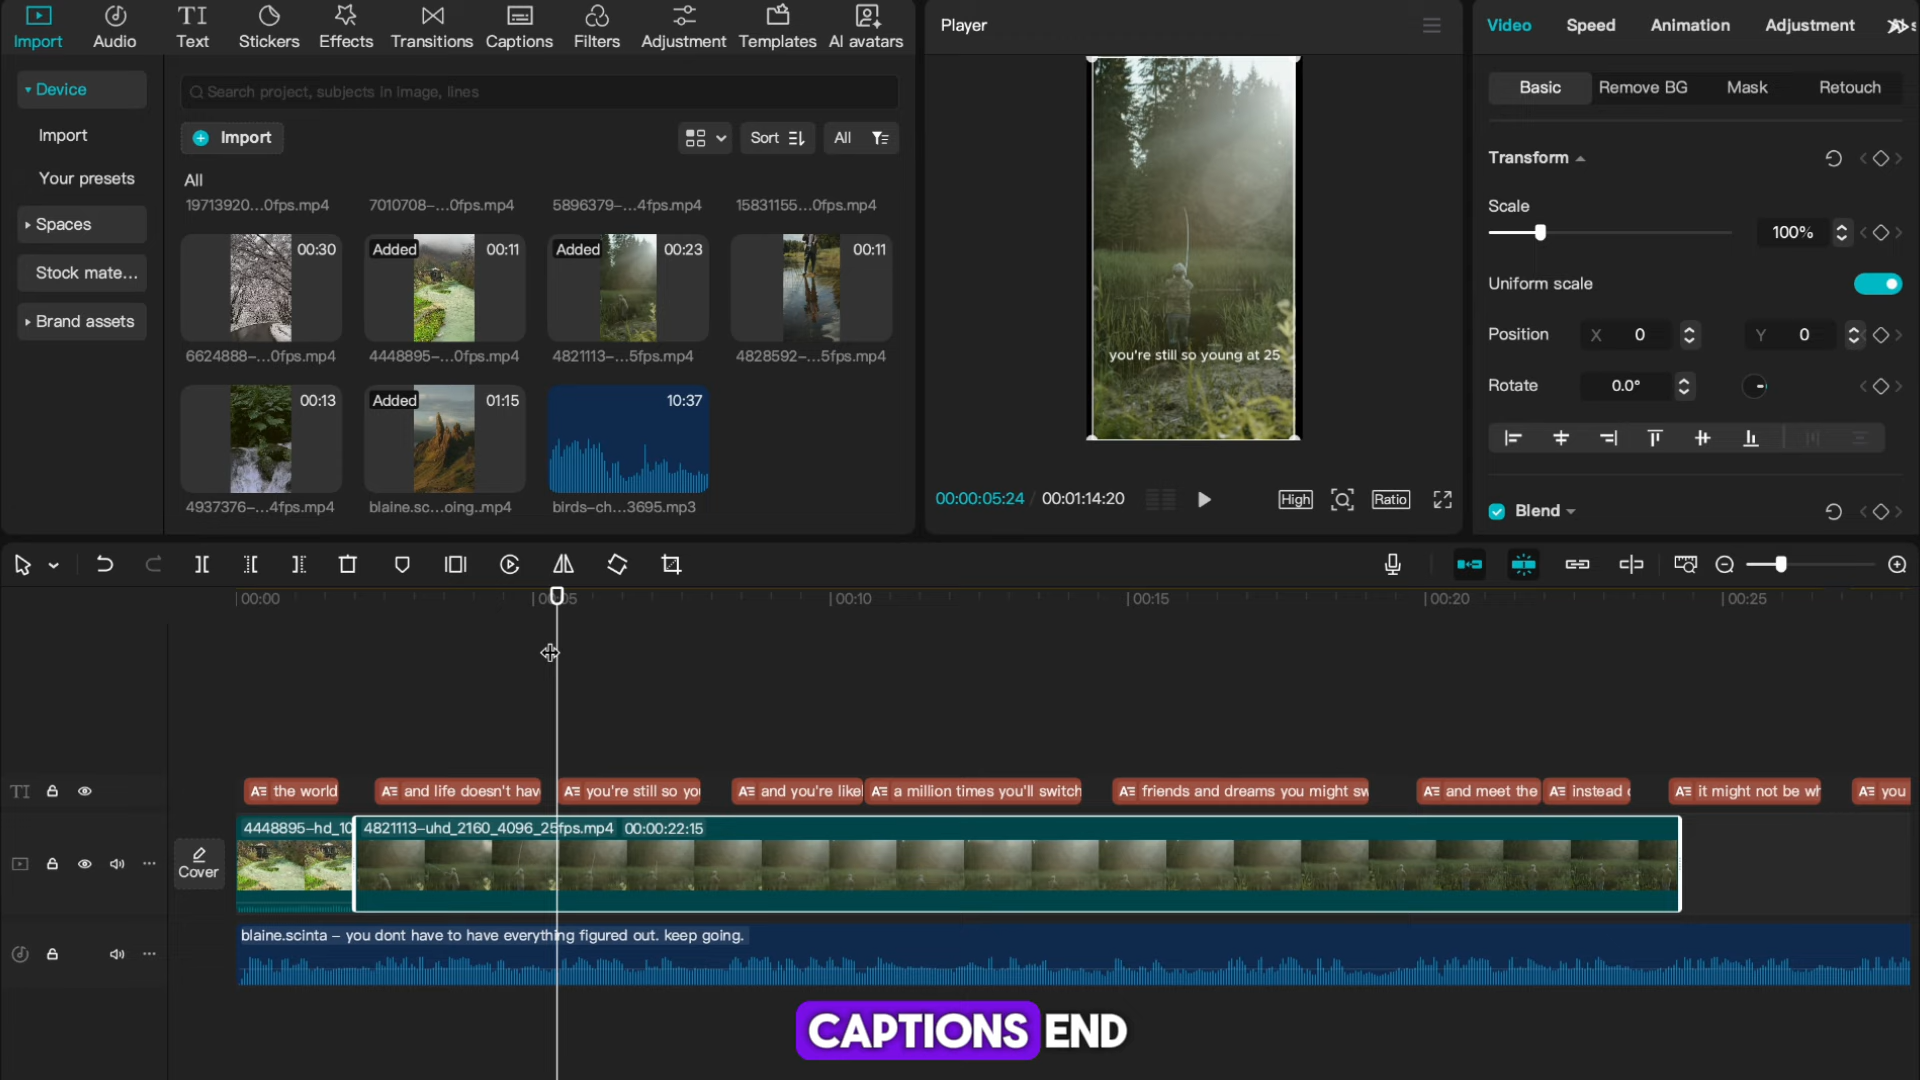 Import
Audio
Text
Stickers
Effects
Transitions
Captions
Filters
Adjustment
Templates
AI avatars
Device
Import
Your presets
Spaces
Stock mate...
Brand assets
Search project, subjects in image, lines
Import
Sort
All
All
19713920...0fps.mp4
7010708-...0fps.mp4
5896379-...4fps.mp4
15831155...0fps.mp4
00:30
Added 00:11
Added 00:23
00:11
6624888-...0fps.mp4
4448895-...0fps.mp4
4821113-...5fps.mp4
4828592-...5fps.mp4
00:13
Added 01:15
10:37
4937376-...4fps.mp4
blaine.sc...oing..mp4
birds-ch...3695.mp3
Player
you're still so young at 25
00:00:05:24 / 00:01:14:20
High
Ratio
Video
Speed
Animation
Adjustment
Basic
Remove BG
Mask
Retouch
Transform
Scale
100%
Uniform scale
Position X 0 Y 0
Rotate 0.0°
Blend
00:00
00:05
00:10
00:15
00:20
00:25
TI
the world
and life doesn't hav
you're still so yo
and you're like
a million times you'll switch
friends and dreams you might sw
and meet the
instead
it might not be wh
you
Cover
4448895-hd_10
4821113-uhd_2160_4096_25fps.mp4 00:00:22:15
blaine.scinta - you dont have to have everything figured out. keep going.
CAPTIONS END